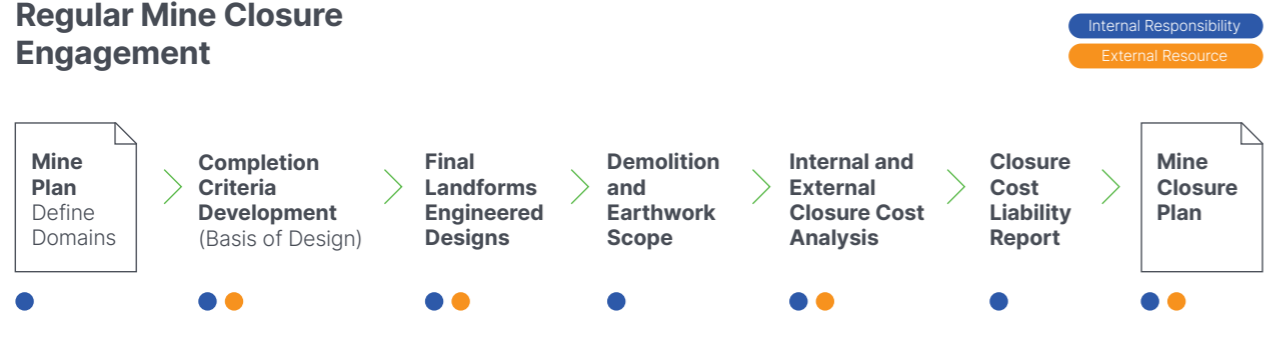 Regular Mine Closure
Engagement
Internal Responsibility
External Resource
Mine
Plan
Define
Domains
Completion
Criteria
Development
(Basis of Design)
Final
Landforms
Engineered
Designs
Demolition
and
Earthwork
Scope
Internal and
External
Closure Cost
Analysis
Closure
Cost
Liability
Report
Mine
Closure
Plan